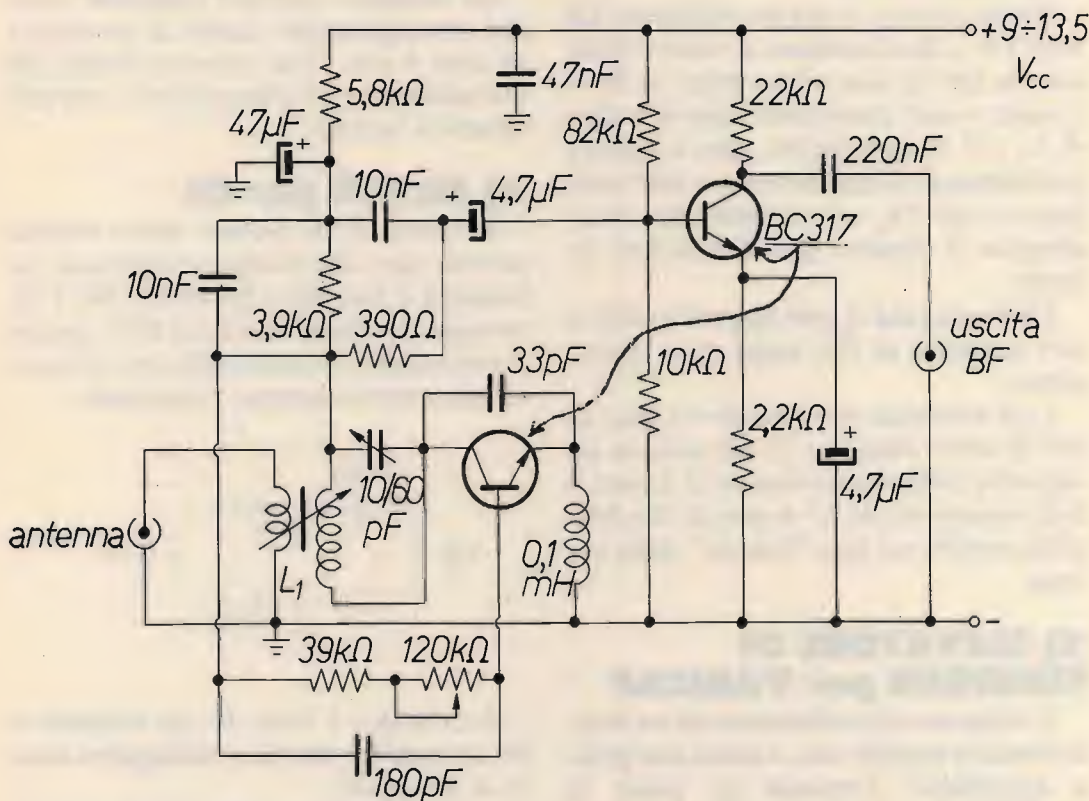 +9÷13,5
Vcc
47nF
5,8kΩ
22kΩ
82kΩ
47µF
+
220nF
10nF
+
4,7µF
BC317
10nF
3,9kΩ
390Ω
33pF
10kΩ
uscita
BF
10/60
pF
2,2kΩ
+
4,7µF
antenna
L1
0,1
mH
-
39kΩ
120kΩ
180pF